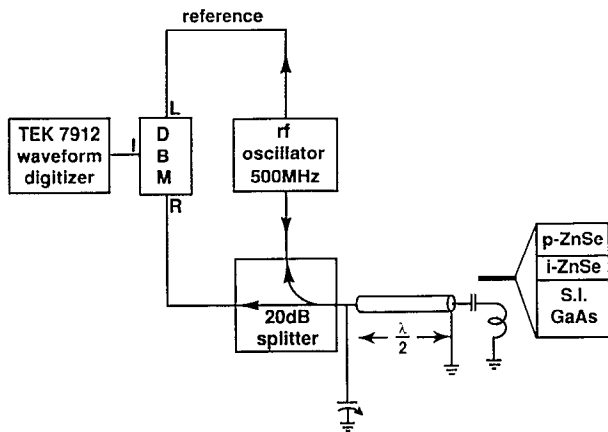 reference
L
TEK 7912
waveform
digitizer
I
D
B
M
R
rf
oscillator
500MHz
20dB
splitter
λ
2
p-ZnSe
i-ZnSe
S.I.
GaAs